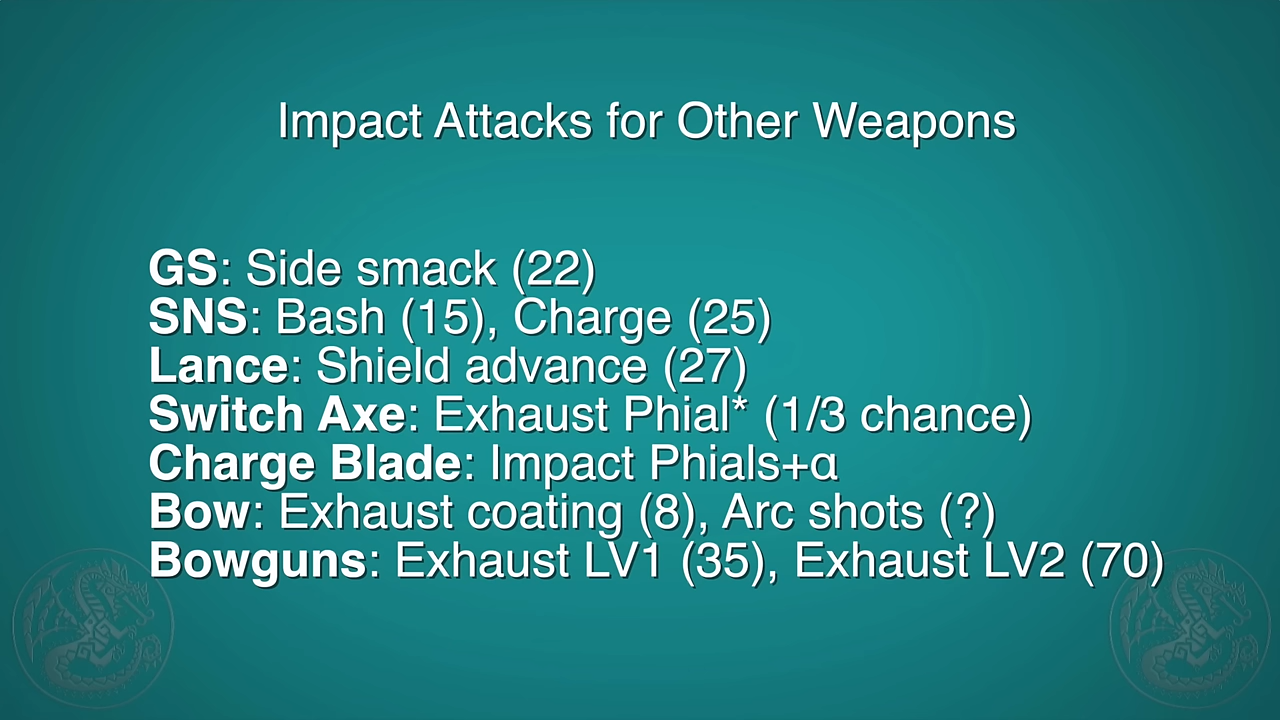 Impact Attacks for Other Weapons
GS: Side smack (22)
SNS: Bash (15), Charge (25)
Lance: Shield advance (27)
Switch Axe: Exhaust Phial* (1/3 chance)
Charge Blade: Impact Phials+α
Bow: Exhaust coating (8), Arc shots (?)
Bowguns: Exhaust LV1 (35), Exhaust LV2 (70)